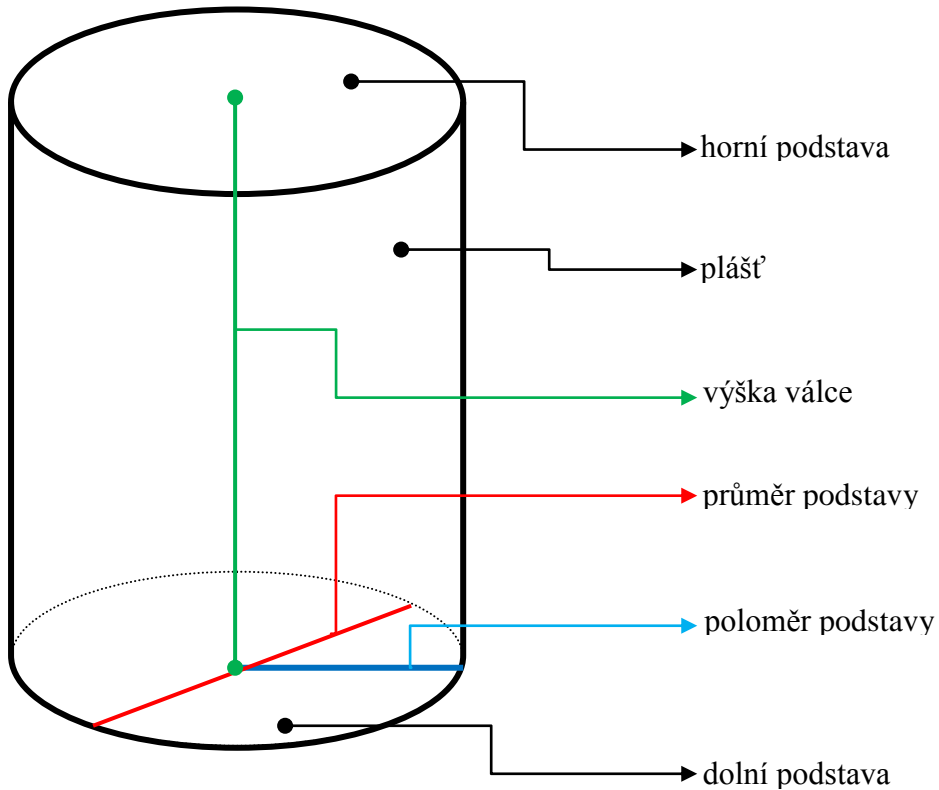 horní podstava
plášť
výška válce
průměr podstavy
poloměr podstavy
dolní podstava